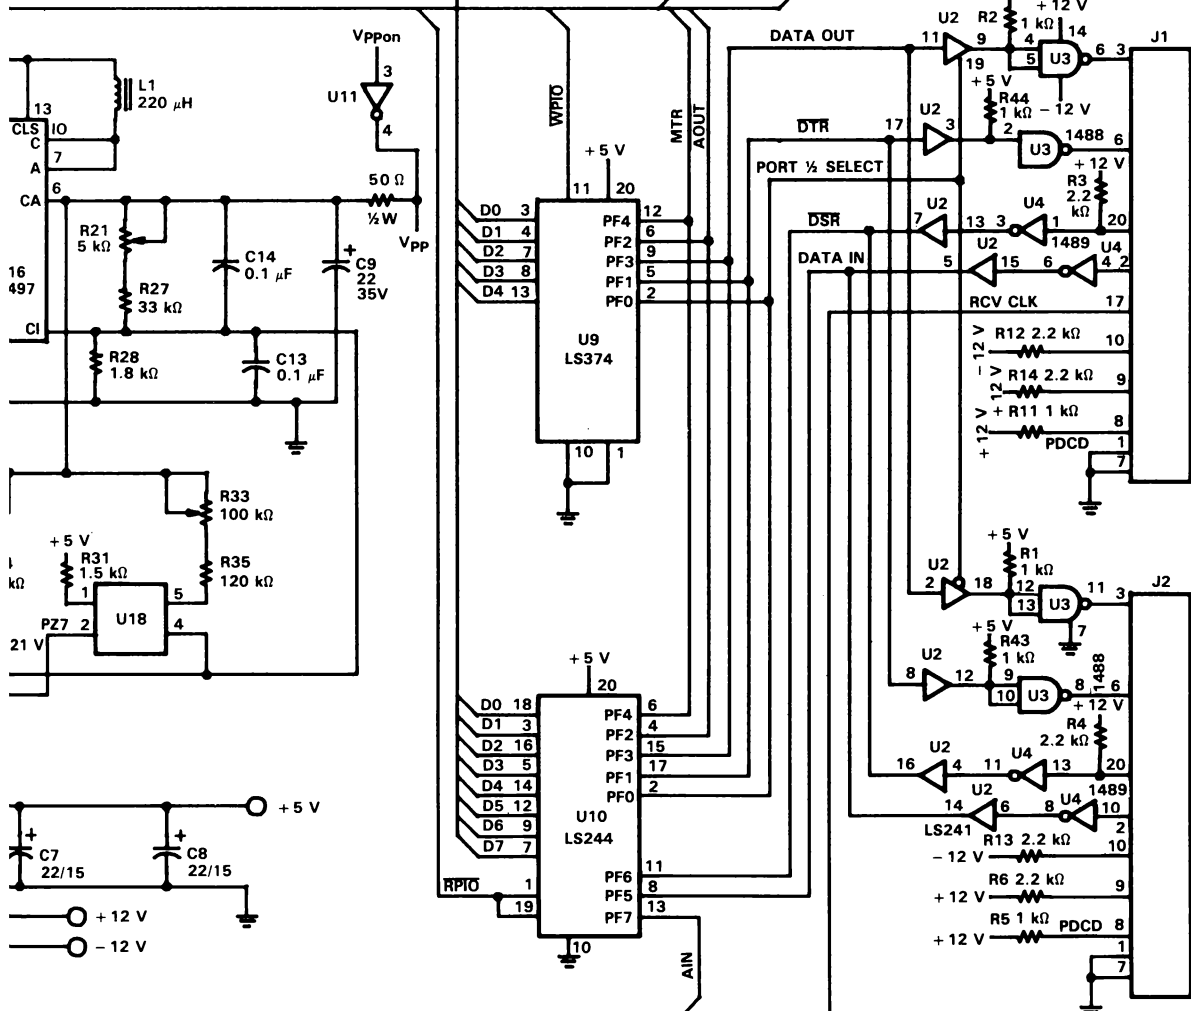 VPPon
3
U11
4
L1
220 μH
13
CLS
IO
C
7
A
6
CA
50 Ω
½W
VPP
R21
5 kΩ
C14
0.1 μF
C9
22
35V
16
497
R27
33 kΩ
CI
R28
1.8 kΩ
C13
0.1 μF
R33
100 kΩ
+ 5 V
R31
1.5 kΩ
kΩ
R35
120 kΩ
1
5
U18
PZ7
2
4
21 V
+ 5 V
C7
22/15
C8
22/15
+ 12 V
- 12 V
WPIO
MTR
AOUT
+ 5 V
11
20
D0 3
D1 4
D2 7
D3 8
D4 13
PF4 12
PF2 6
PF3 9
PF1 5
PF0 2
U9
LS374
10
1
+ 5 V
20
D0 18
D1 3
D2 16
D3 5
D4 14
D5 12
D6 9
D7 7
PF4 6
PF2 4
PF3 15
PF1 17
PF0 2
U10
LS244
PF6 11
PF5 8
PF7 13
RPIO
1
19
10
AIN
DATA OUT
11
U2
9
19
R2
1 kΩ
+ 12 V
14
4
5
U3
6
3
J1
- 12 V
+ 5 V
R44
1 kΩ
DTR
17
U2
3
2
U3
1488
6
PORT ½ SELECT
+ 12 V
R3
2.2
kΩ
DSR
7
U2
13
3
U4
1
20
1489
DATA IN
5
U2
15
6
U4
4
2
RCV CLK
17
- 12 V
R12 2.2 kΩ
10
12 V
+
R14 2.2 kΩ
9
+ 12 V
R11 1 kΩ
8
PDCD
1
7
+ 5 V
R1
1 kΩ
U2
2
18
12
13
U3
11
3
J2
7
+ 5 V
R43
1 kΩ
8
U2
12
9
10
U3
8
1488
6
+ 12 V
R4
2.2 kΩ
16
U2
4
11
U4
13
20
1489
14
U2
6
8
U4
10
LS241
2
R13 2.2 kΩ
- 12 V
10
R6 2.2 kΩ
+ 12 V
9
R5 1 kΩ
+ 12 V
PDCD 8
1
7